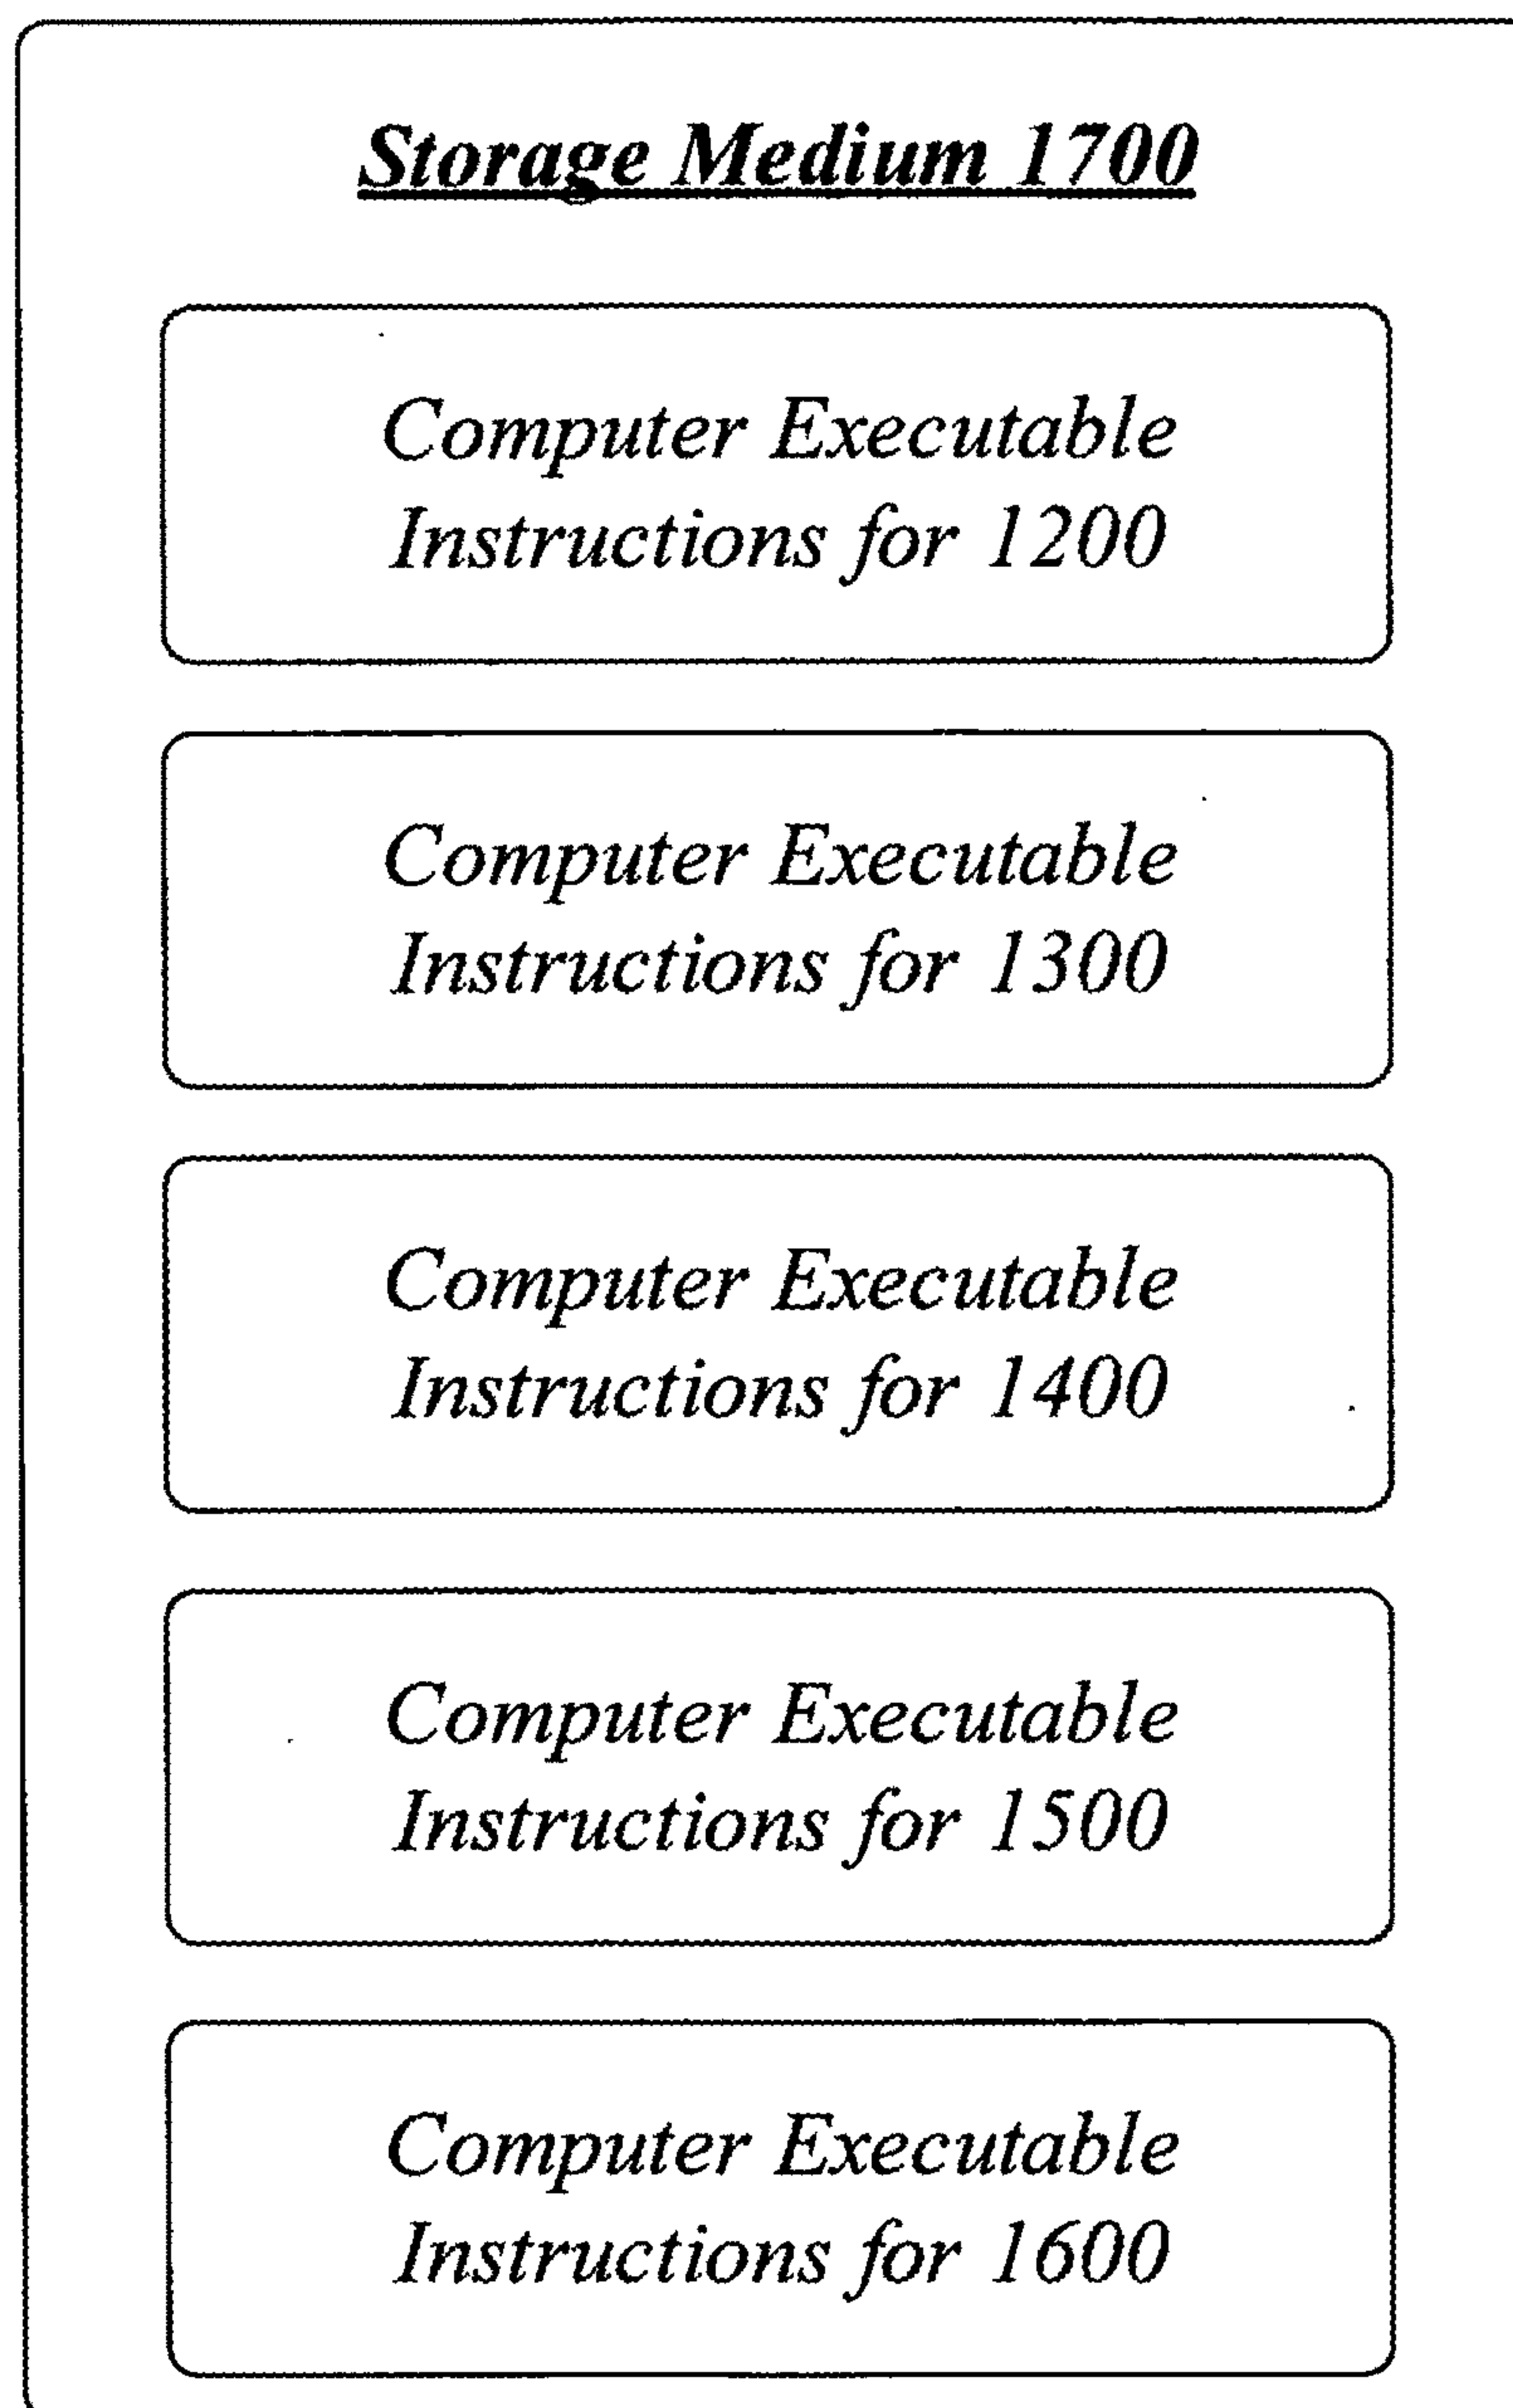 Storage Medium 1700
Computer Executable
Instructions for 1200
Computer Executable
Instructions for 1300
Computer Executable
Instructions for 1400
Computer Executable
Instructions for 1500
Computer Executable
Instructions for 1600